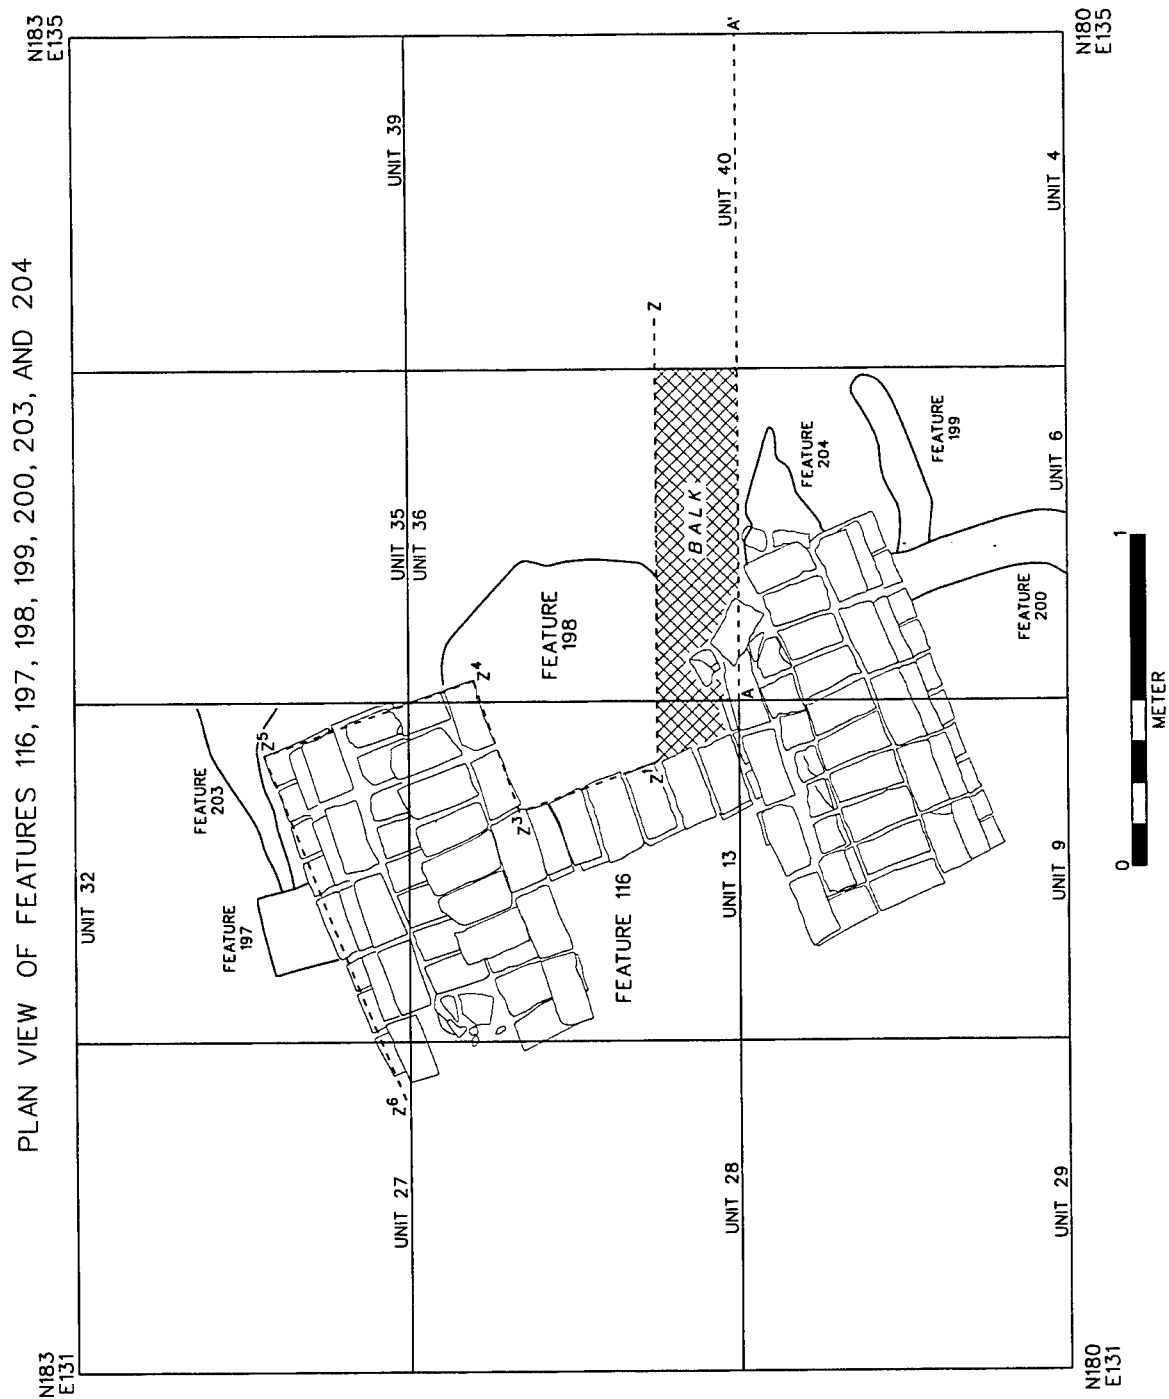 PLAN VIEW OF FEATURES 116, 197, 198, 199, 200, 203, AND 204
N183
E131
N183
E135
UNIT 32
FEATURE
197
FEATURE
203
Z⁵
Z⁶
UNIT 27
UNIT 35
UNIT 36
UNIT 39
Z⁴
Z³
FEATURE
198
FEATURE 116
Z¹
Z
BALK
UNIT 28
UNIT 13
A
UNIT 40
A'
FEATURE
204
FEATURE
199
FEATURE
200
UNIT 29
UNIT 9
UNIT 6
UNIT 4
N180
E131
N180
E135
0
1
METER